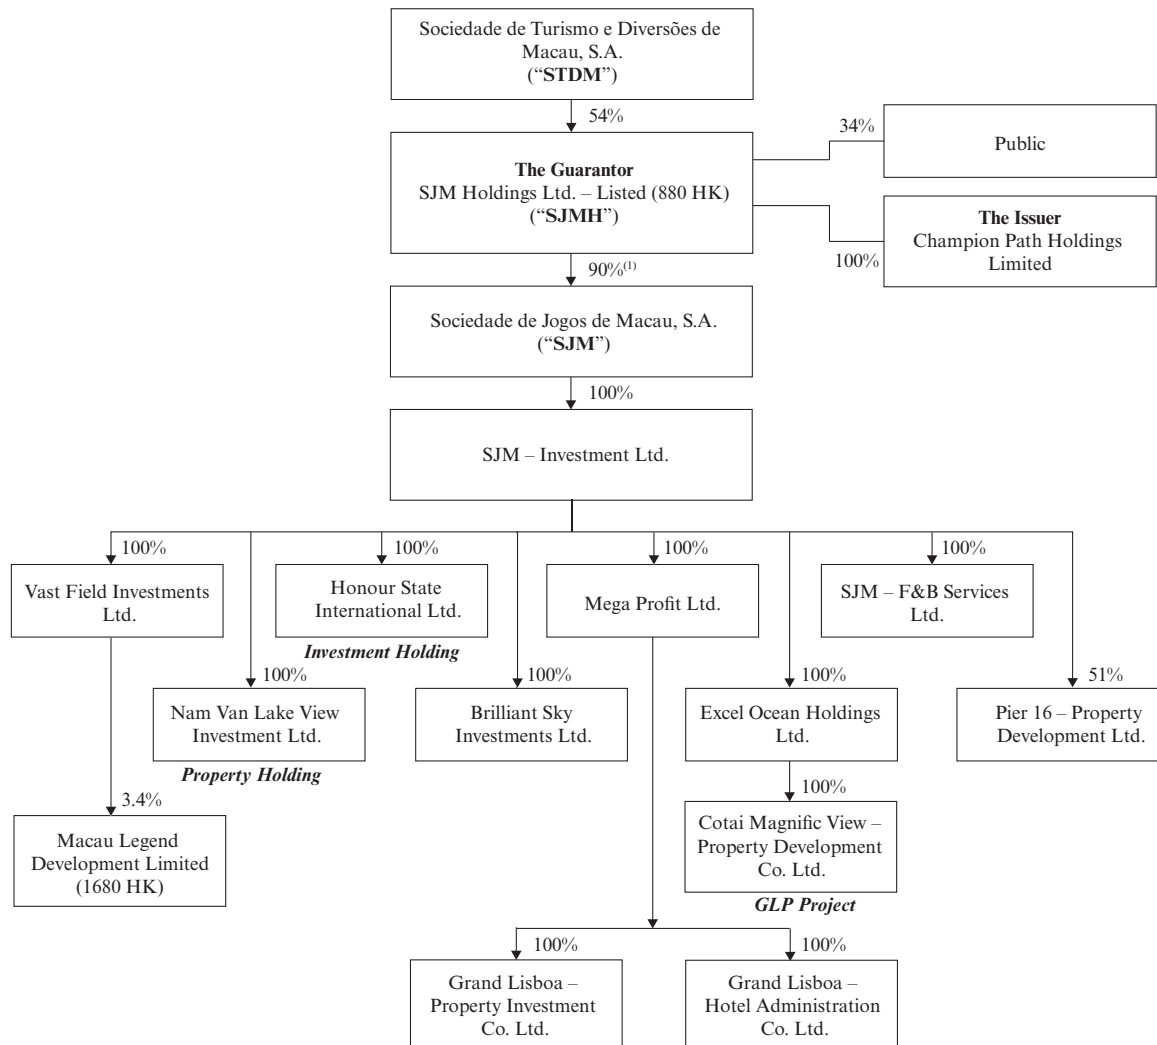 Sociedade de Turismo e Diversões de
Macau, S.A.
(“STDM”)
54%
34%
The Guarantor
SJM Holdings Ltd. – Listed (880 HK)
(“SJMH”)
Public
The Issuer
Champion Path Holdings
Limited
100%
90%(1)
Sociedade de Jogos de Macau, S.A.
(“SJM”)
100%
SJM – Investment Ltd.
100%
100%
100%
100%
Vast Field Investments
Ltd.
Honour State
International Ltd.
Mega Profit Ltd.
SJM – F&B Services
Ltd.
Investment Holding
100%
100%
100%
51%
Nam Van Lake View
Investment Ltd.
Brilliant Sky
Investments Ltd.
Excel Ocean Holdings
Ltd.
Pier 16 – Property
Development Ltd.
Property Holding
3.4%
100%
Macau Legend
Development Limited
(1680 HK)
Cotai Magnific View –
Property Development
Co. Ltd.
GLP Project
100%
100%
Grand Lisboa –
Property Investment
Co. Ltd.
Grand Lisboa –
Hotel Administration
Co. Ltd.